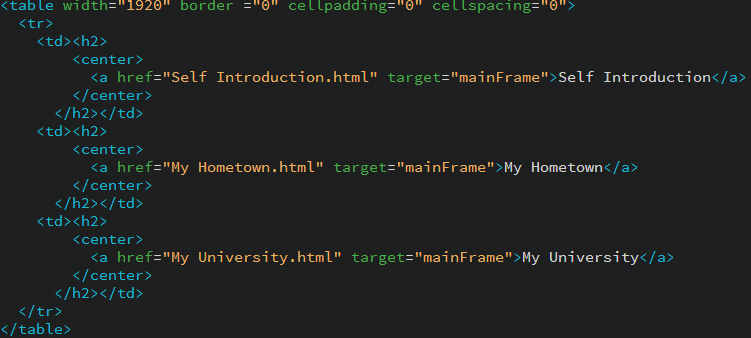 <table width="1920" border ="0" cellpadding="0" cellspacing="0">
  <tr>
    <td><h2>
        <center>
          <a href="Self Introduction.html" target="mainFrame">Self Introduction</a>
        </center>
      </h2></td>
    <td><h2>
        <center>
          <a href="My Hometown.html" target="mainFrame">My Hometown</a>
        </center>
      </h2></td>
    <td><h2>
        <center>
          <a href="My University.html" target="mainFrame">My University</a>
        </center>
      </h2></td>
  </tr>
</table>